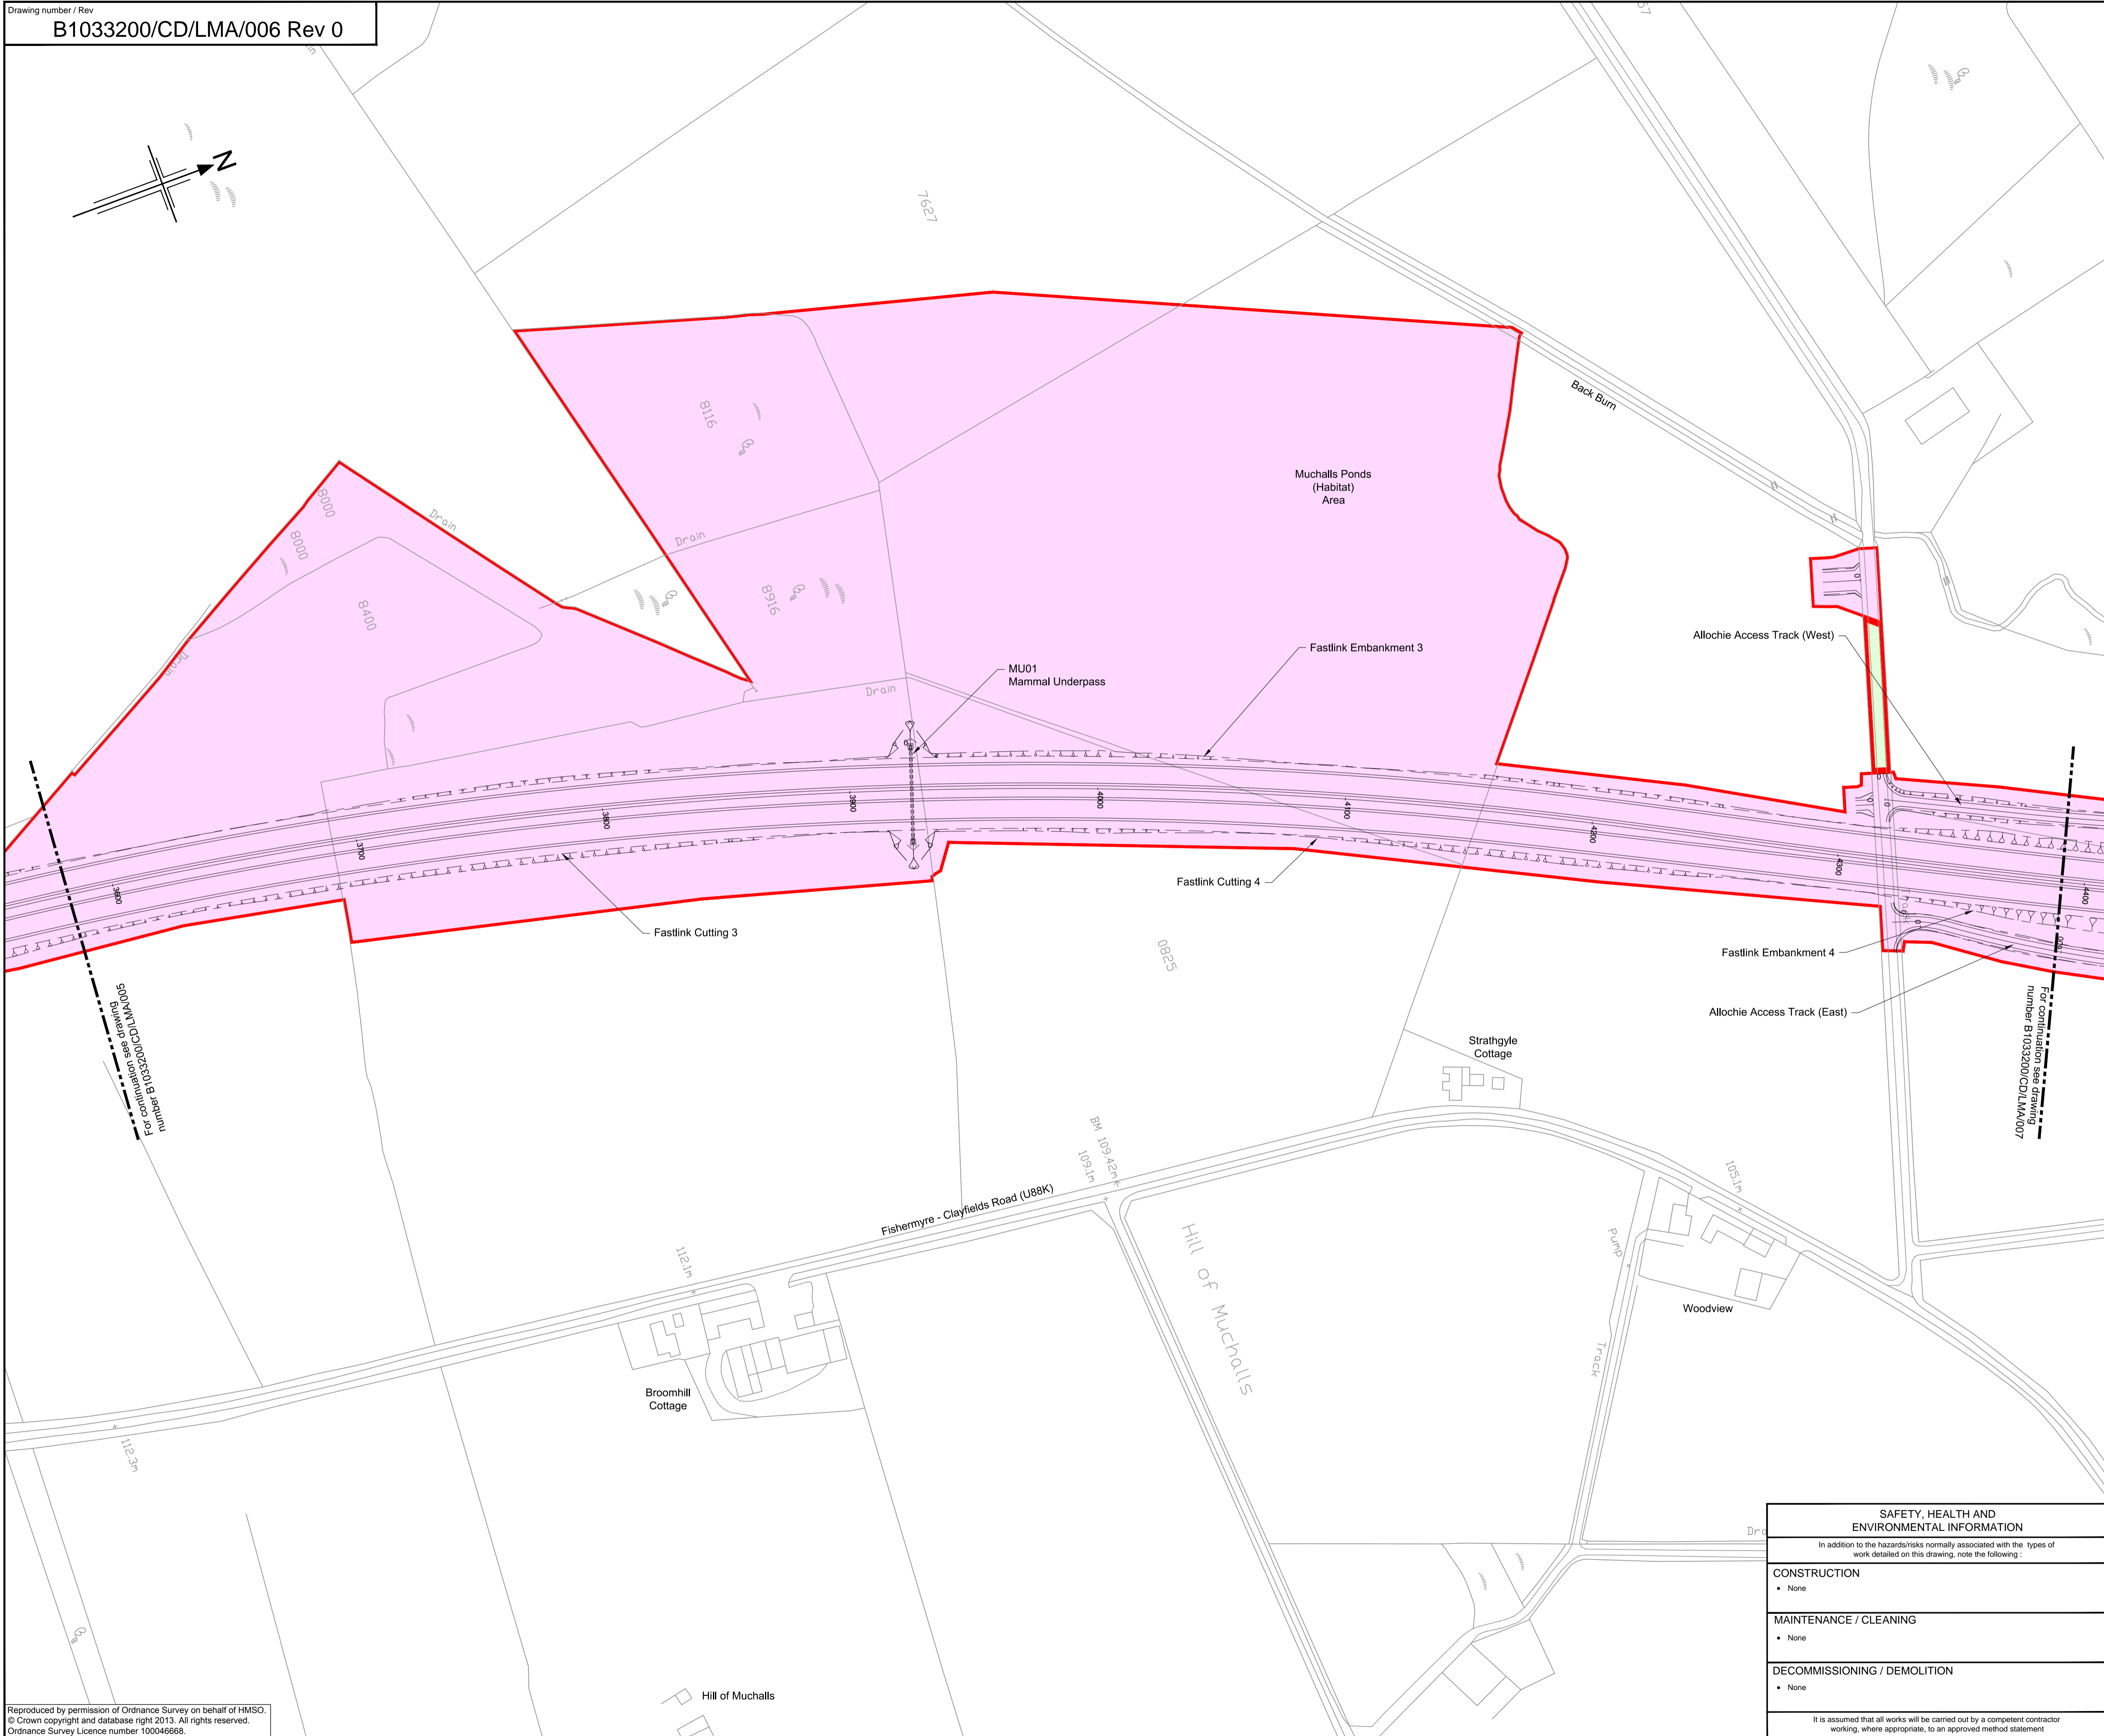 Drawing number / Rev
B1033200/CD/LMA/006 Rev 0
N
7627
8116
Back Burn
Muchalls Ponds
(Habitat)
Area
8000
8000
Drain
Drain
8400
8916
Drain
Allochie Access Track (West)
Fastlink Embankment 3
MU01
Mammal Underpass
Drain
3600
3700
3800
3900
4000
4100
4200
4300
4400
Fastlink Cutting 4
Fastlink Cutting 3
0825
Track
Fastlink Embankment 4
Allochie Access Track (East)
For continuation see drawing
number B1033200/CD/LMA/005
For continuation see drawing
number B1033200/CD/LMA/007
Strathgyle
Cottage
BM 109.42m
109.1m
105.1m
Fishermyre - Clayfields Road (U88K)
112.1m
Hill of Muchalls
Pump
Woodview
Track
Broomhill
Cottage
112.3m
Hill of Muchalls
SAFETY, HEALTH AND
ENVIRONMENTAL INFORMATION
In addition to the hazards/risks normally associated with the types of
work detailed on this drawing, note the following :
CONSTRUCTION
• None
MAINTENANCE / CLEANING
• None
DECOMMISSIONING / DEMOLITION
• None
It is assumed that all works will be carried out by a competent contractor
working, where appropriate, to an approved method statement
Reproduced by permission of Ordnance Survey on behalf of HMSO.
© Crown copyright and database right 2013. All rights reserved.
Ordnance Survey Licence number 100046668.